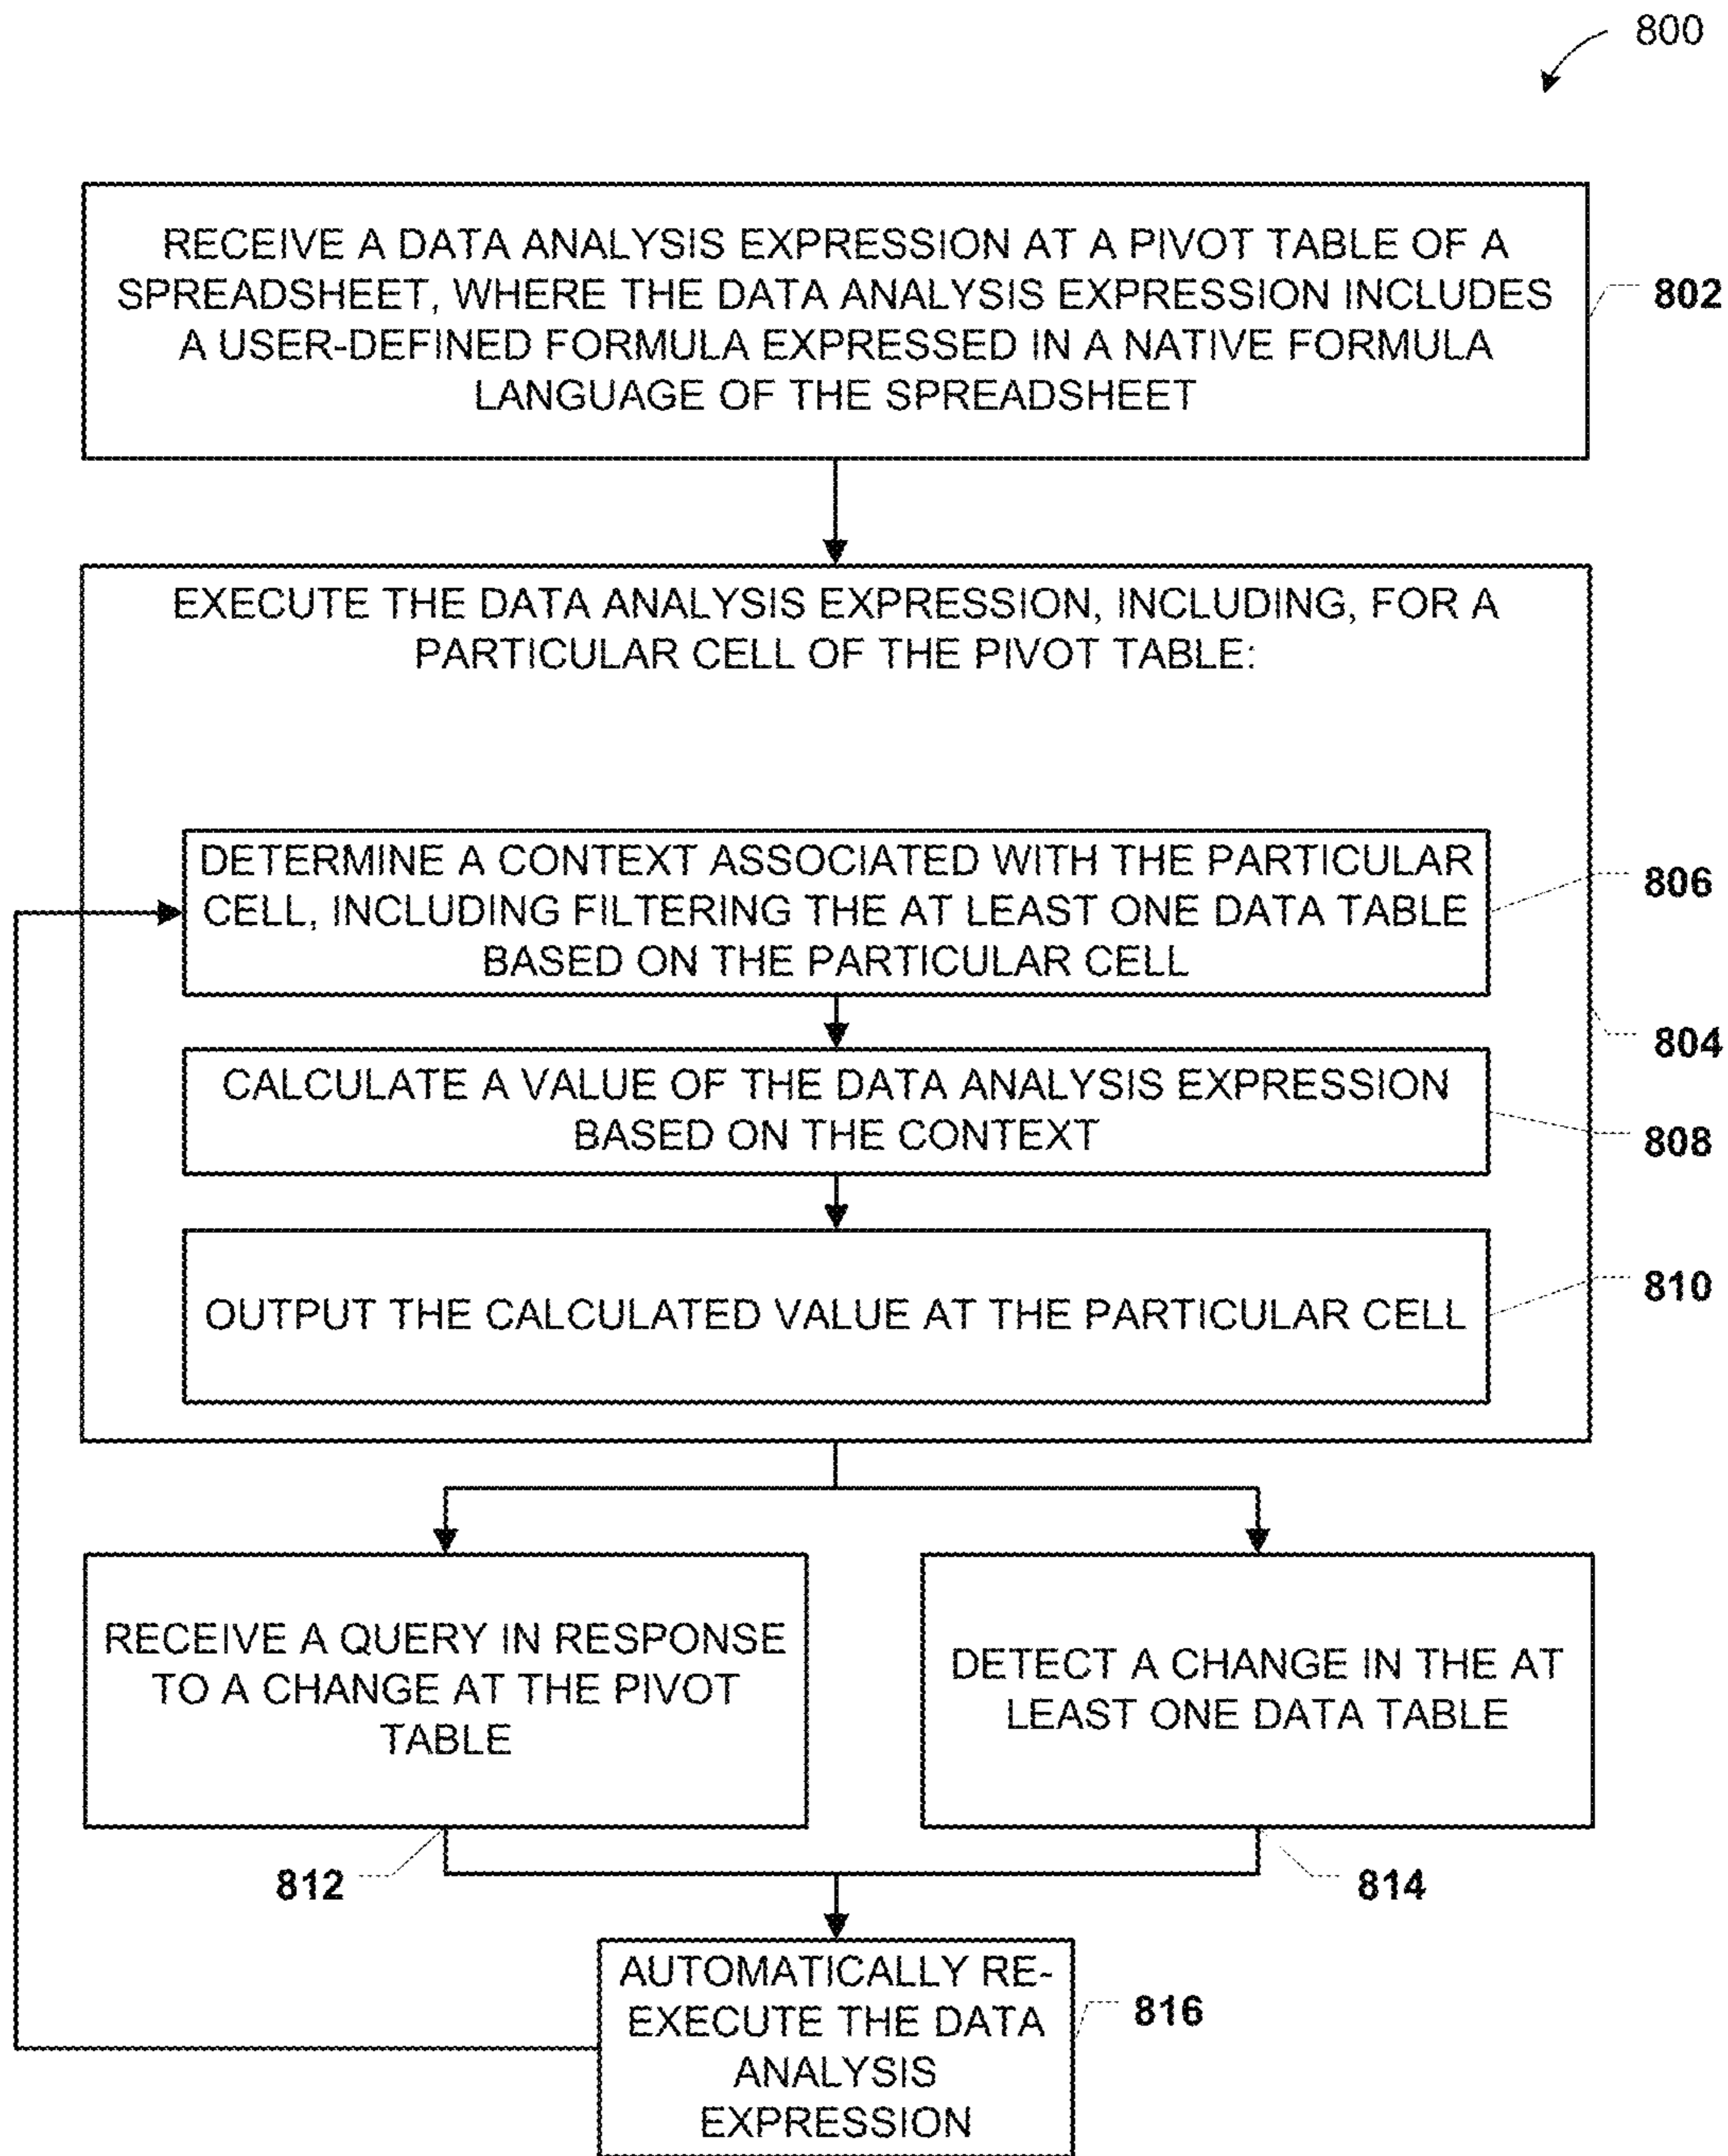 800
RECEIVE A DATA ANALYSIS EXPRESSION AT A PIVOT TABLE OF A
SPREADSHEET, WHERE THE DATA ANALYSIS EXPRESSION INCLUDES
A USER-DEFINED FORMULA EXPRESSED IN A NATIVE FORMULA
LANGUAGE OF THE SPREADSHEET
802
EXECUTE THE DATA ANALYSIS EXPRESSION, INCLUDING, FOR A
PARTICULAR CELL OF THE PIVOT TABLE:
DETERMINE A CONTEXT ASSOCIATED WITH THE PARTICULAR
CELL, INCLUDING FILTERING THE AT LEAST ONE DATA TABLE
BASED ON THE PARTICULAR CELL
806
804
CALCULATE A VALUE OF THE DATA ANALYSIS EXPRESSION
BASED ON THE CONTEXT
808
OUTPUT THE CALCULATED VALUE AT THE PARTICULAR CELL
810
RECEIVE A QUERY IN RESPONSE
TO A CHANGE AT THE PIVOT
TABLE
812
DETECT A CHANGE IN THE AT
LEAST ONE DATA TABLE
814
AUTOMATICALLY RE-
EXECUTE THE DATA
ANALYSIS
EXPRESSION
816